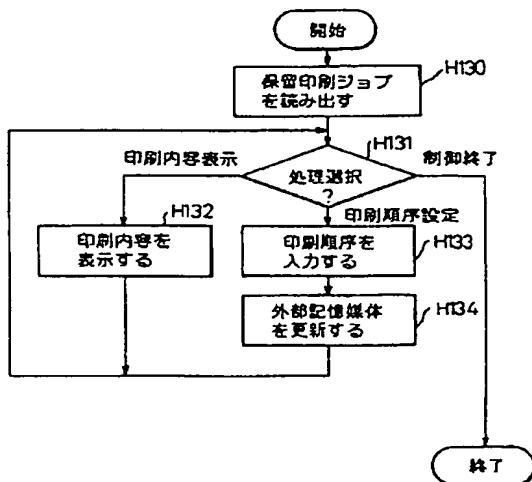 開始
保留印刷ジョブ
を読み出す
H130
印刷内容表示
処理選択
?
H131
制御終了
印刷順序設定
印刷内容を
表示する
H132
印刷順序を
入力する
H133
外部記憶媒体
を更新する
H134
終了